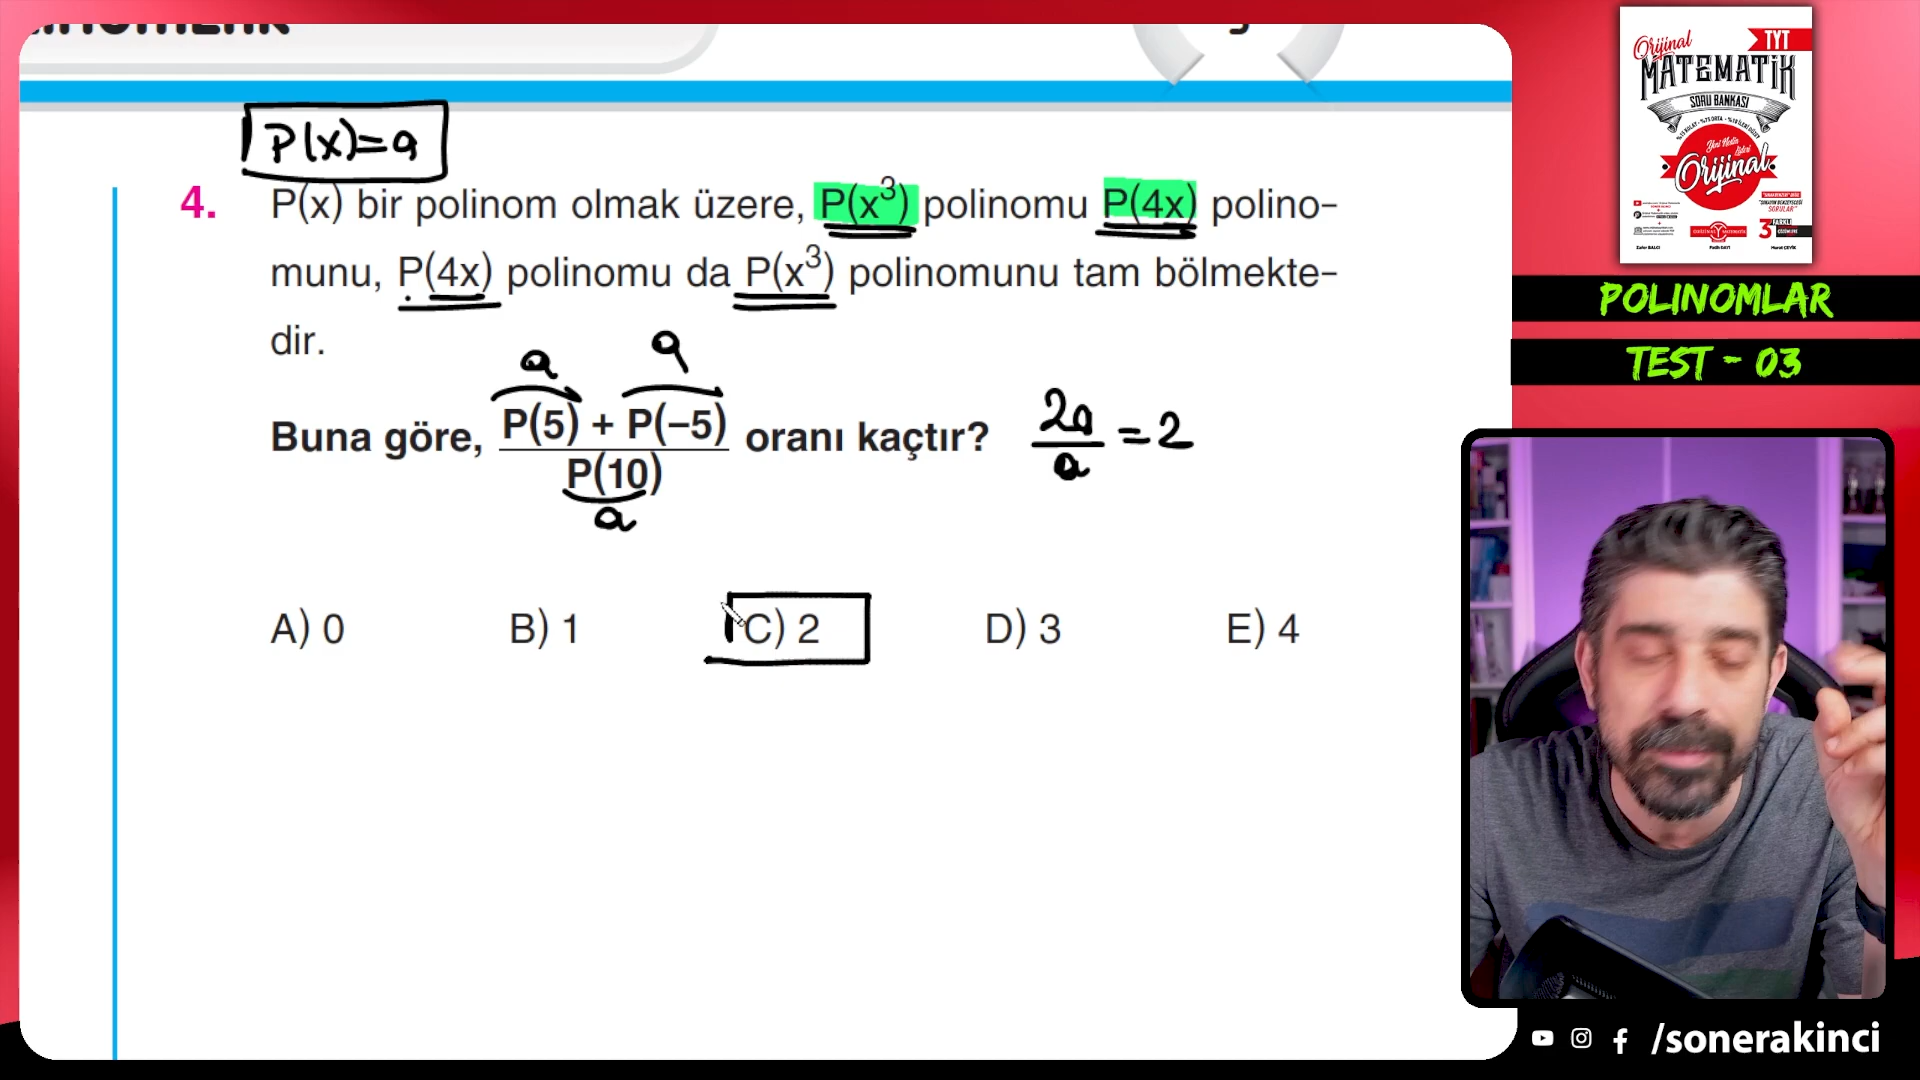 P(x)=a
4. P(x) bir polinom olmak üzere, P(x³) polinomu P(4x) polino-
munu, P(4x) polinomu da P(x³) polinomunu tam bölmekte-
dir.
a a
Buna göre, P(5) + P(–5) / P(10) oranı kaçtır? 2a / a = 2
a
A) 0 B) 1 C) 2 D) 3 E) 4
Orijinal
TYT
MATEMATİK
SORU BANKASI
Orijinal
Zafer BALCI
POLINOMLAR
TEST - 03
/sonerakinci